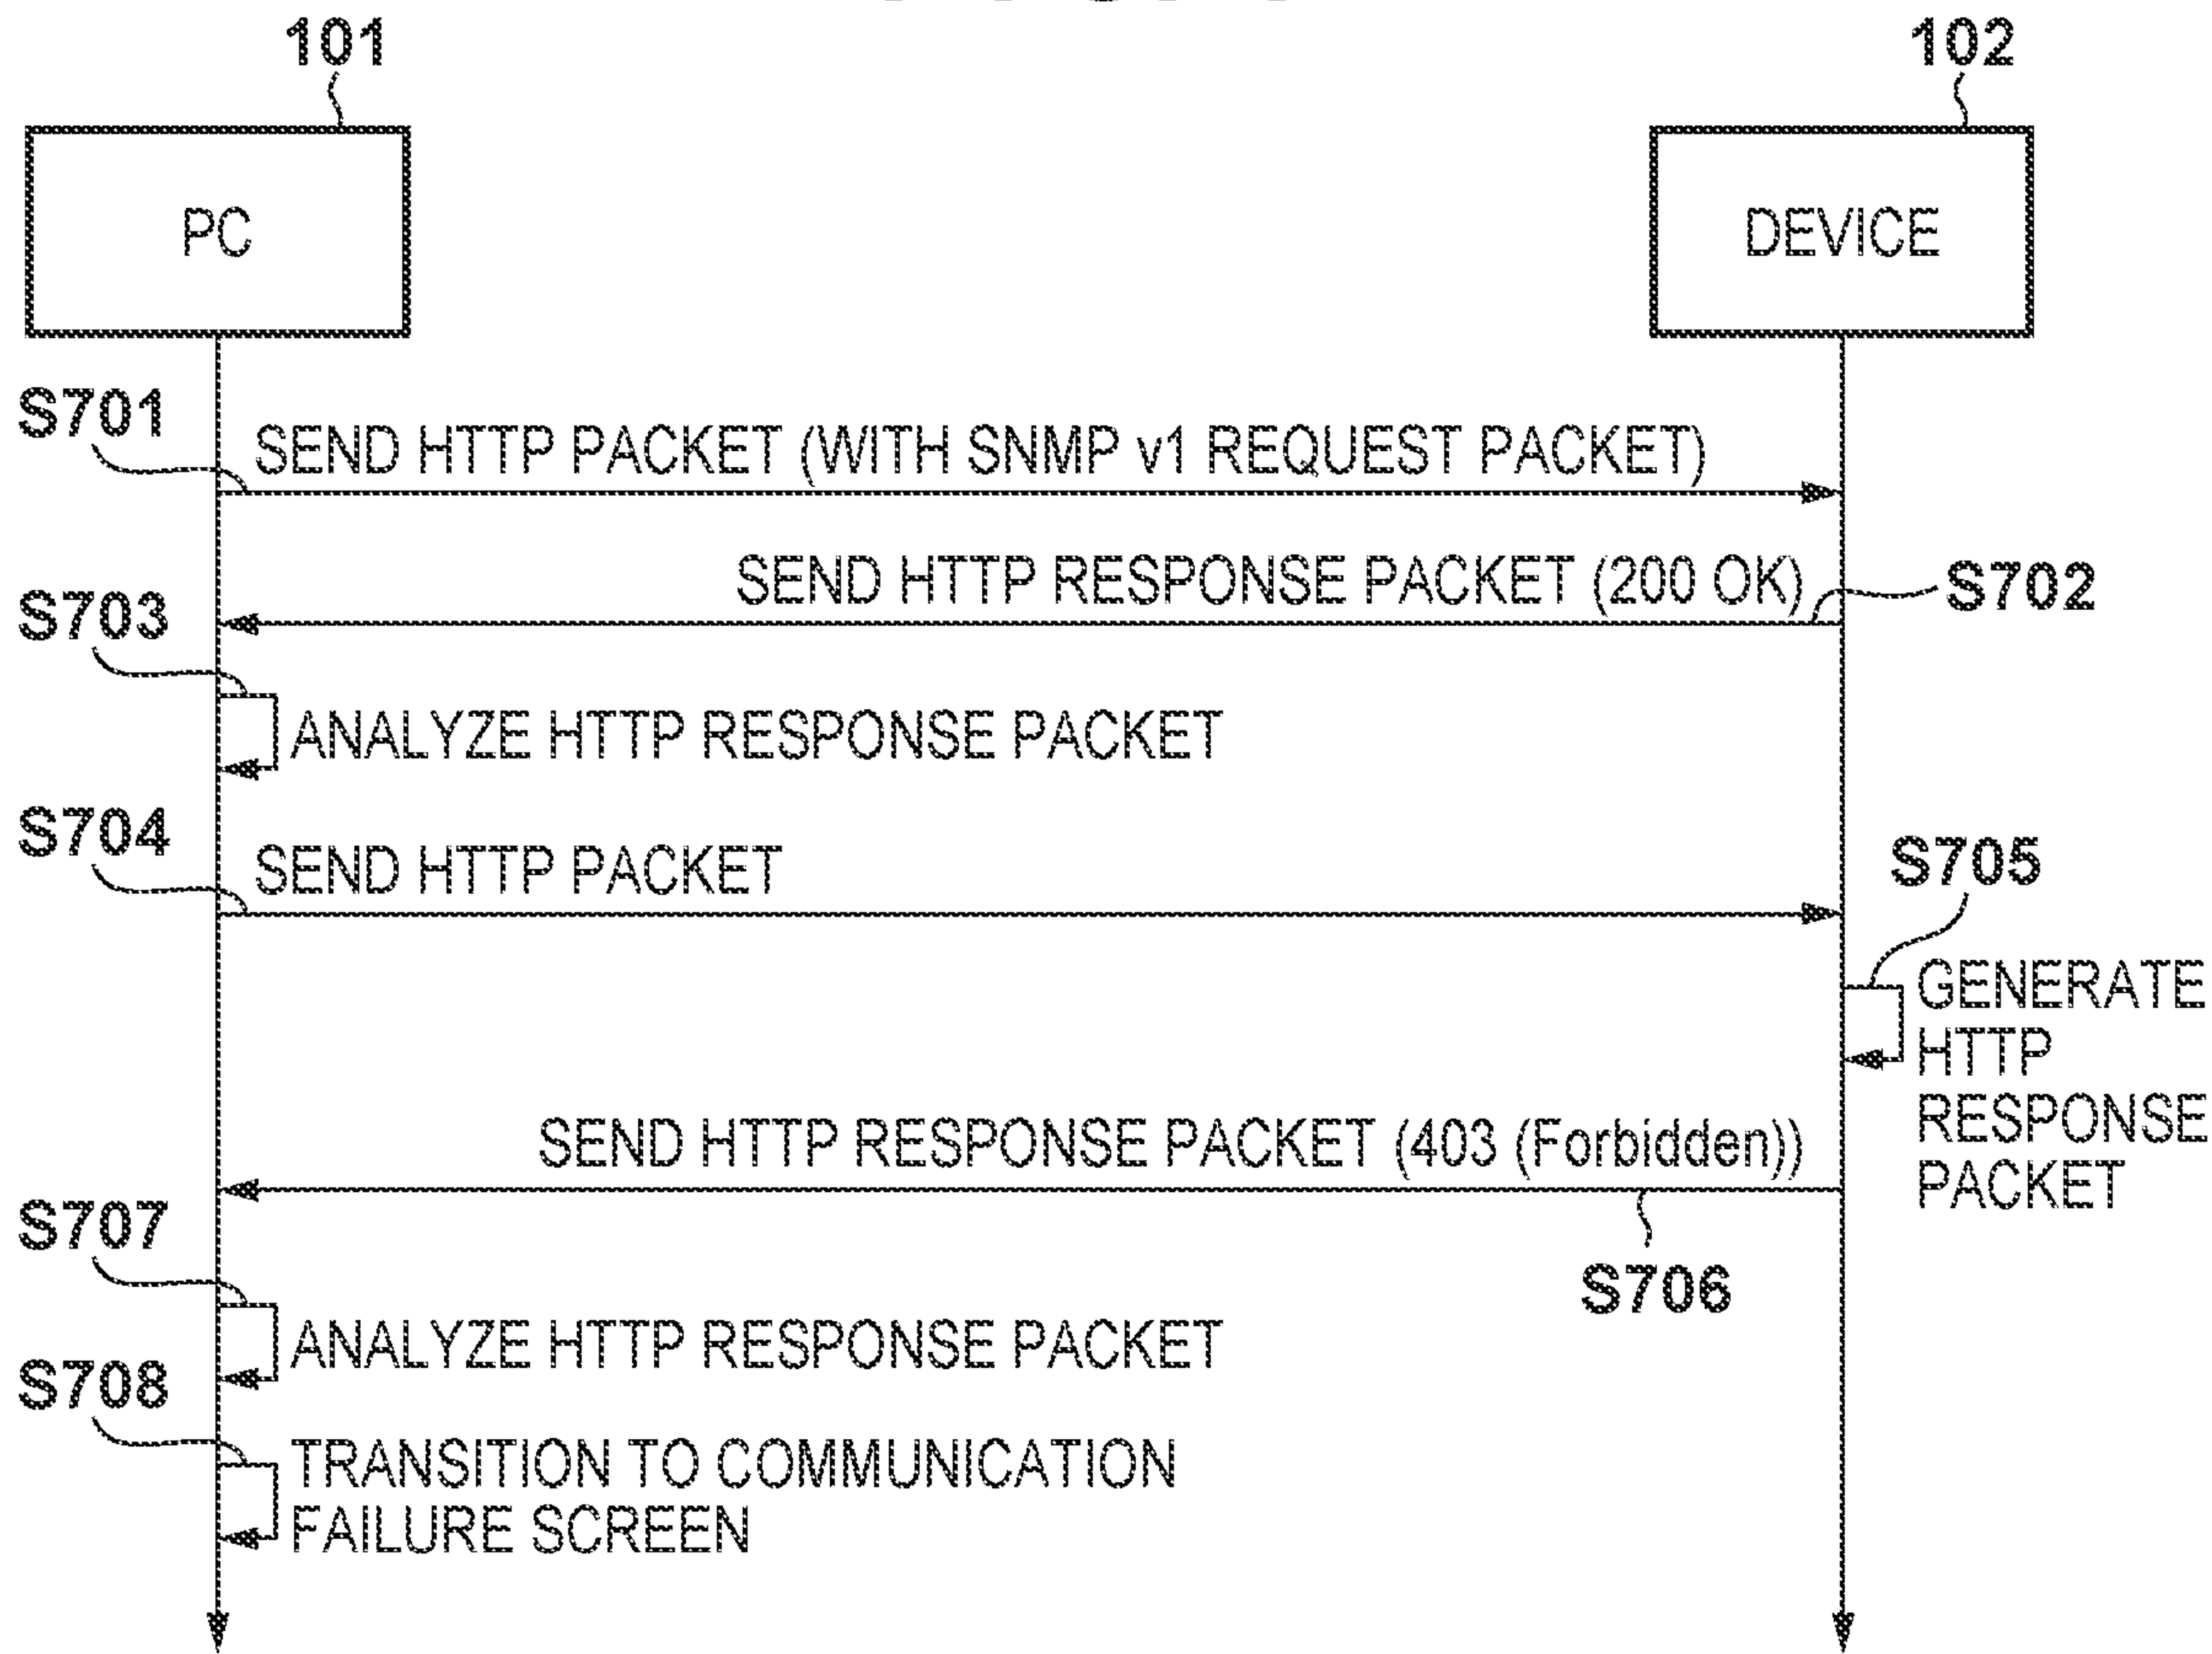 101
102
PC
DEVICE
S701
SEND HTTP PACKET (WITH SNMP v1 REQUEST PACKET)
SEND HTTP RESPONSE PACKET (200 OK)
S702
S703
ANALYZE HTTP RESPONSE PACKET
S704
SEND HTTP PACKET
S705
GENERATE
HTTP
RESPONSE
PACKET
SEND HTTP RESPONSE PACKET (403 (Forbidden))
S706
S707
ANALYZE HTTP RESPONSE PACKET
S708
TRANSITION TO COMMUNICATION
FAILURE SCREEN